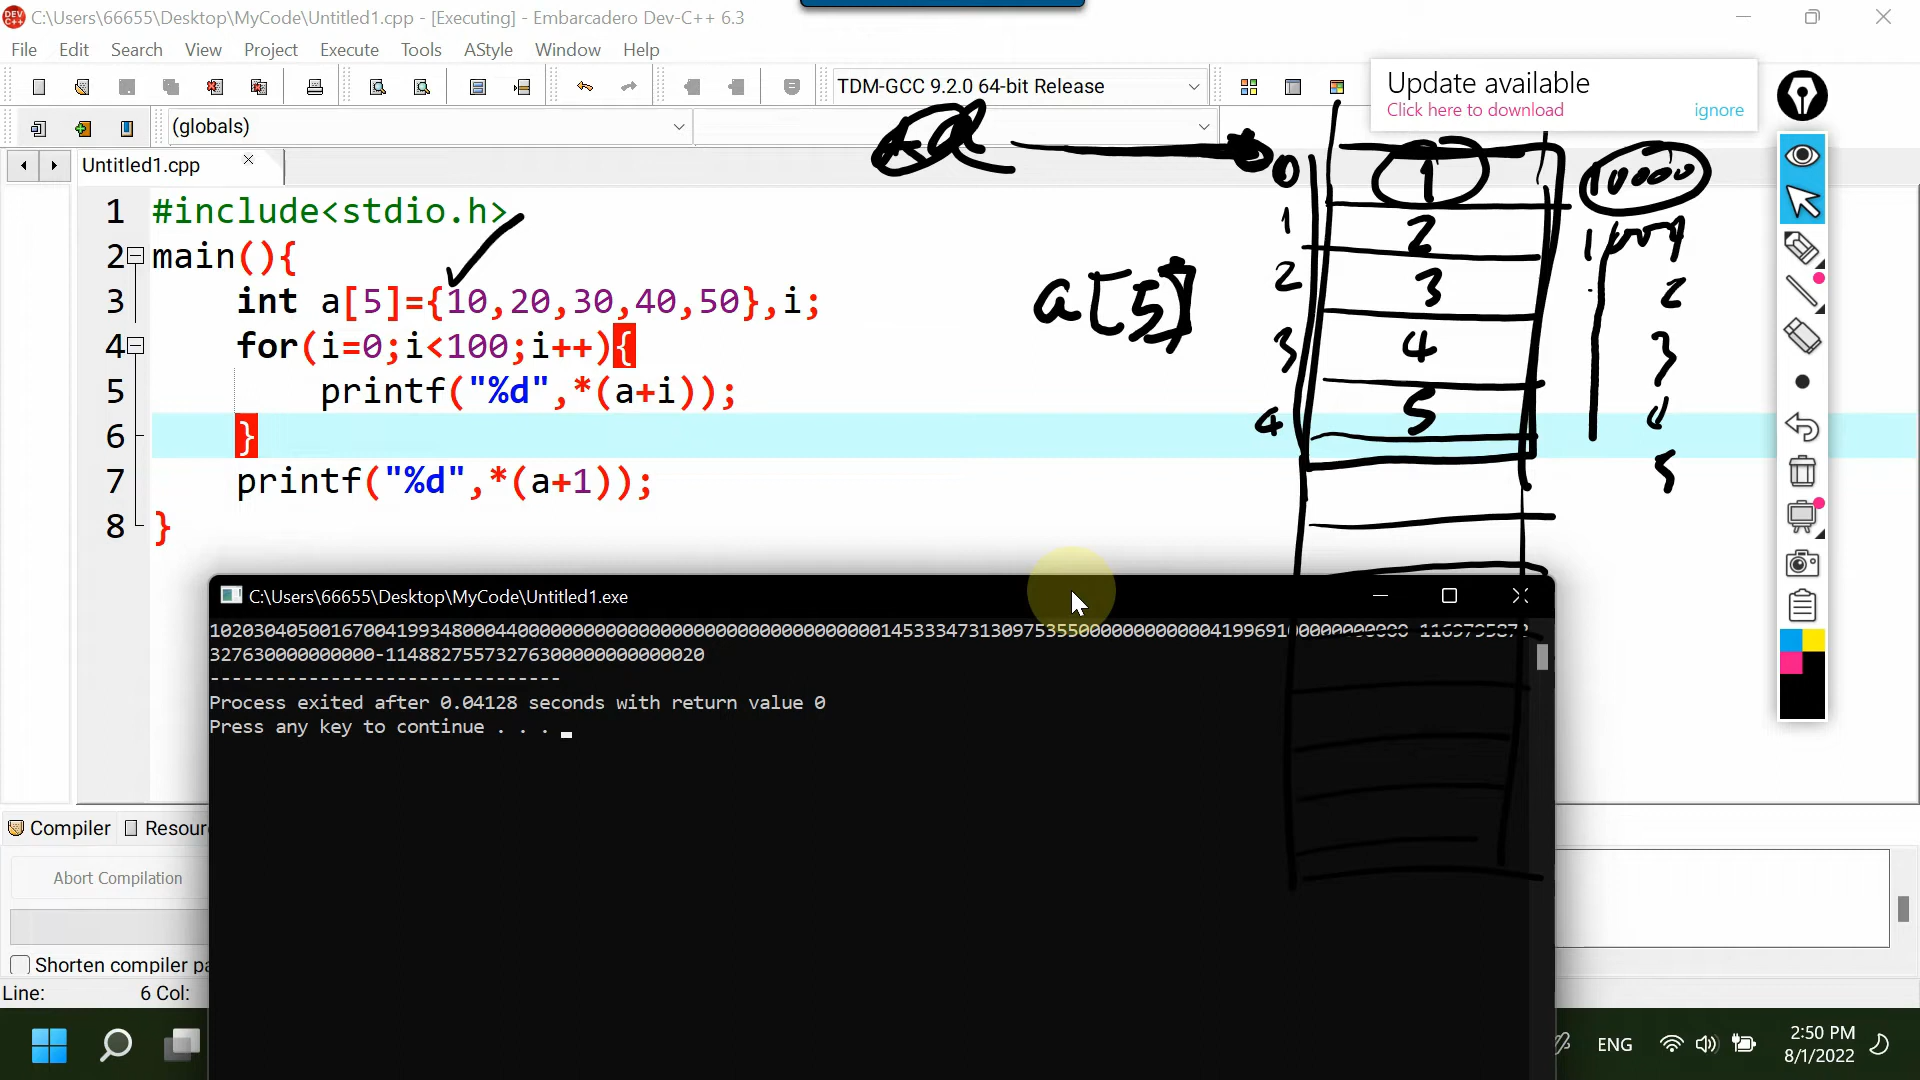 C:\Users\66655\Desktop\MyCode\Untitled1.cpp - [Executing] - Embarcadero Dev-C++ 6.3
File Edit Search View Project Execute Tools AStyle Window Help
TDM-GCC 9.2.0 64-bit Release
Update available
Click here to download ignore
(globals)
Untitled1.cpp
1 #include<stdio.h>
2 main(){
3 int a[5]={10,20,30,40,50},i;
4 for(i=0;i<100;i++){
5 printf("%d",*(a+i));
6 }
7 printf("%d",*(a+1));
8 }
a[5]
0 1 10000
1 2
2 3 2
3 4 3
4 5
5
C:\Users\66655\Desktop\MyCode\Untitled1.exe
Process exited after 0.04128 seconds with return value 0
Press any key to continue . . .
Compiler
Abort Compilation
Shorten compiler
Line: 6 Col:
ENG
2:50 PM
8/1/2022